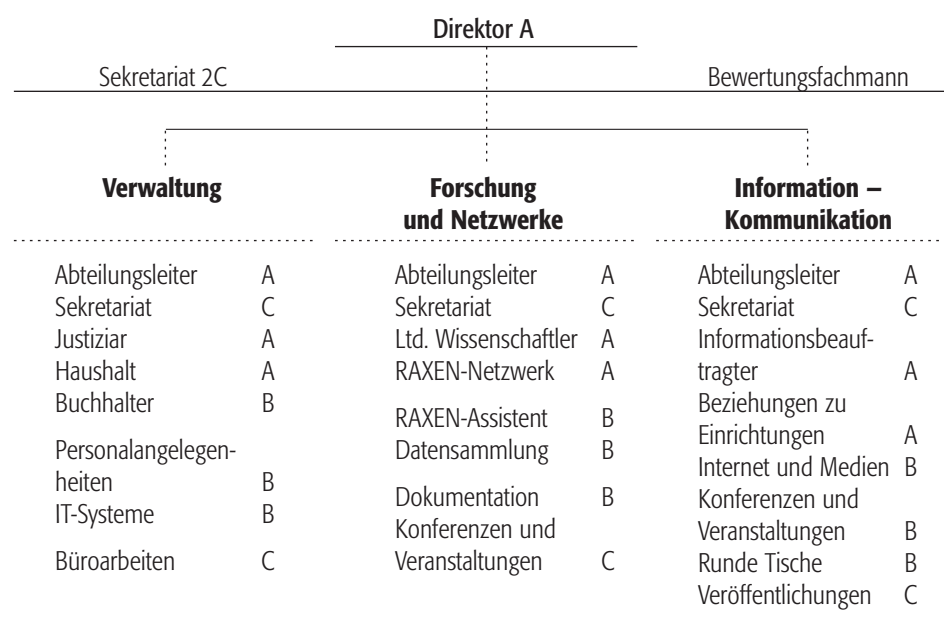 Direktor A
Sekretariat 2C
Bewertungsfachmann
Verwaltung
Abteilungsleiter A
Sekretariat C
Justiziar A
Haushalt A
Buchhalter B
Personalangelegen-
heiten B
IT-Systeme B
Büroarbeiten C
Forschung
und Netzwerke
Abteilungsleiter A
Sekretariat C
Ltd. Wissenschaftler A
RAXEN-Netzwerk A
RAXEN-Assistent B
Datensammlung B
Dokumentation B
Konferenzen und
Veranstaltungen C
Information –
Kommunikation
Abteilungsleiter A
Sekretariat C
Informationsbeauf-
tragter A
Beziehungen zu
Einrichtungen A
Internet und Medien B
Konferenzen und
Veranstaltungen B
Runde Tische B
Veröffentlichungen C